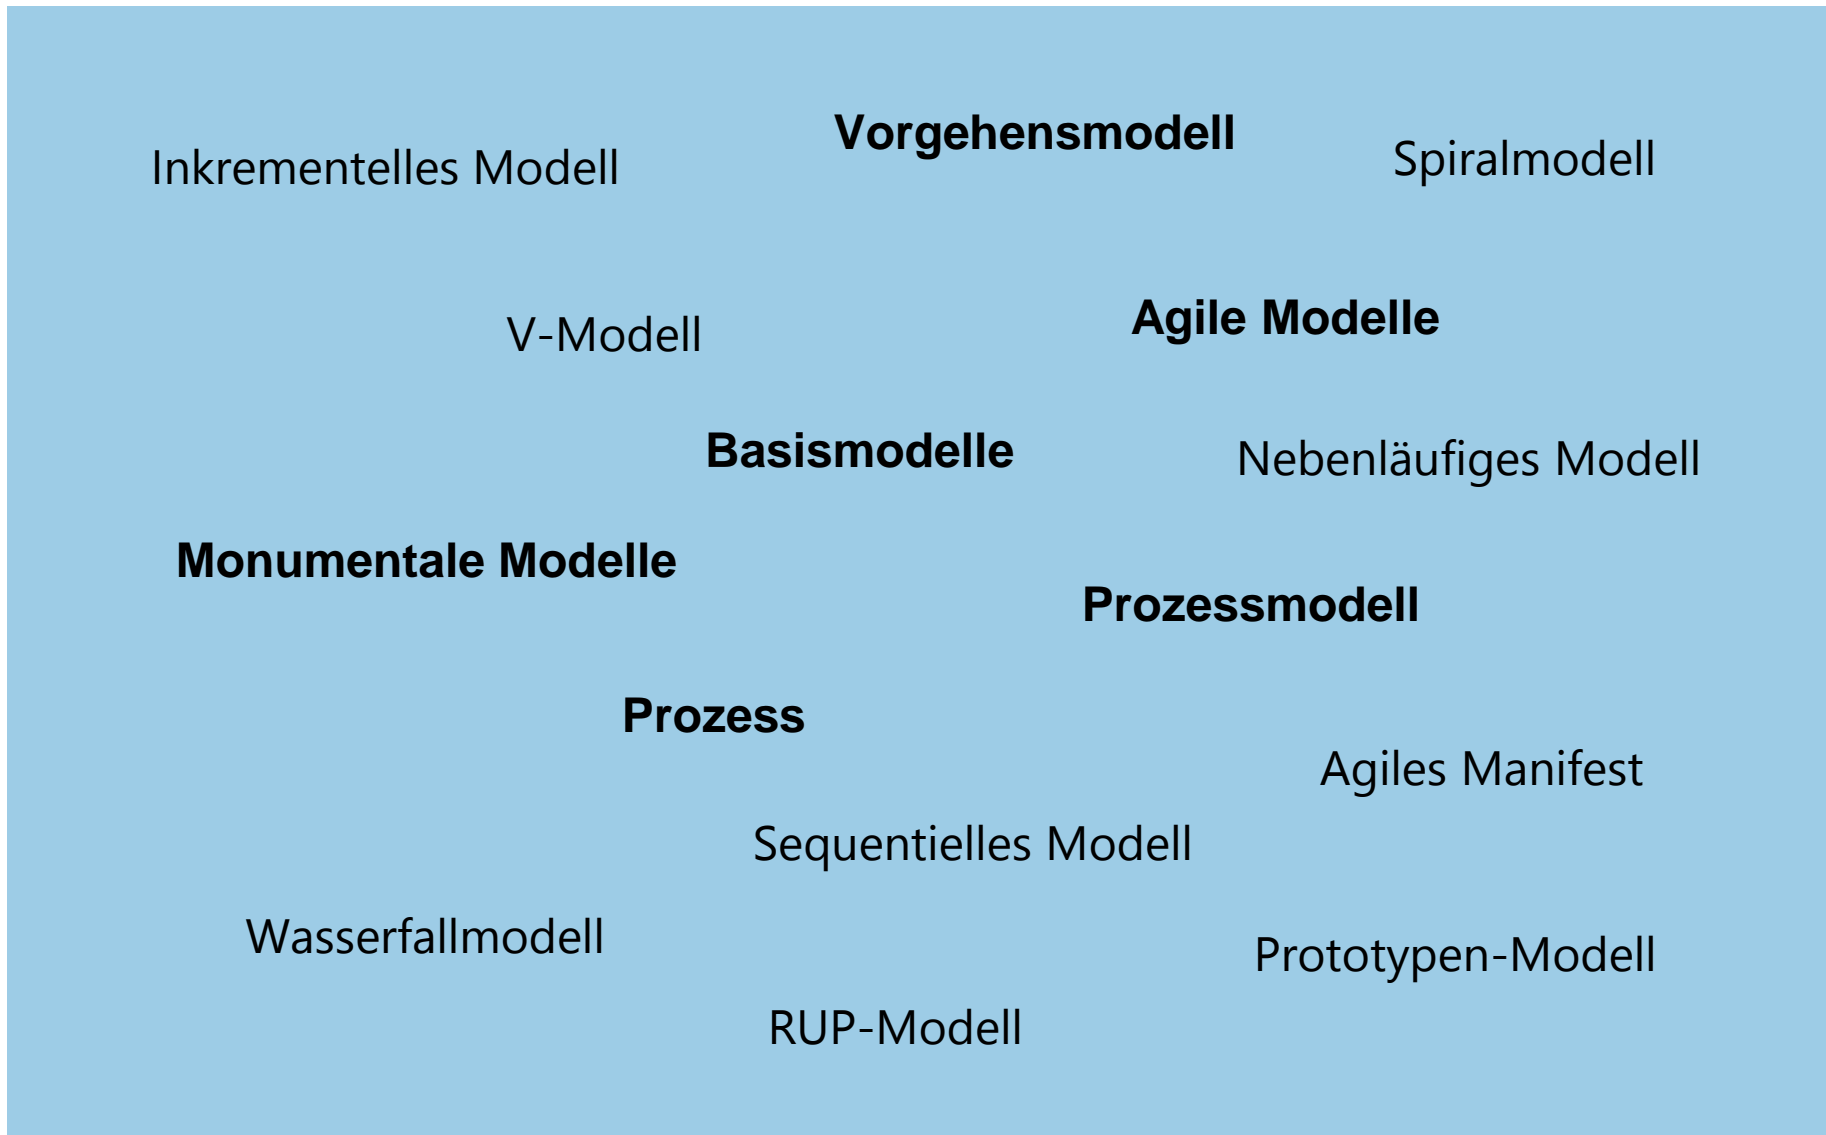 Vorgehensmodell
Spiralmodell
Inkrementelles Modell
Agile Modelle
V-Modell
Basismodelle
Nebenläufiges Modell
Monumentale Modelle
Prozessmodell
Prozess
Agiles Manifest
Sequentielles Modell
Wasserfallmodell
Prototypen-Modell
RUP-Modell